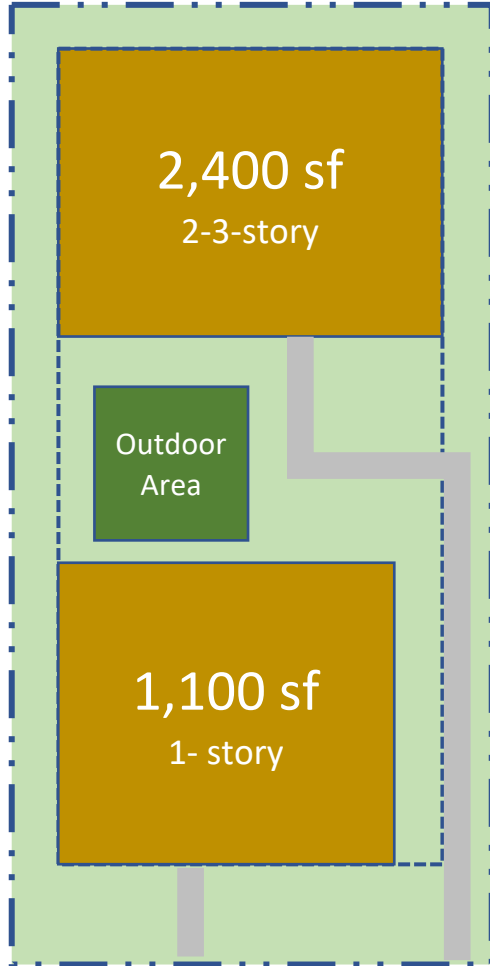 2,400 sf
2-3-story
Outdoor
Area
1,100 sf
1- story